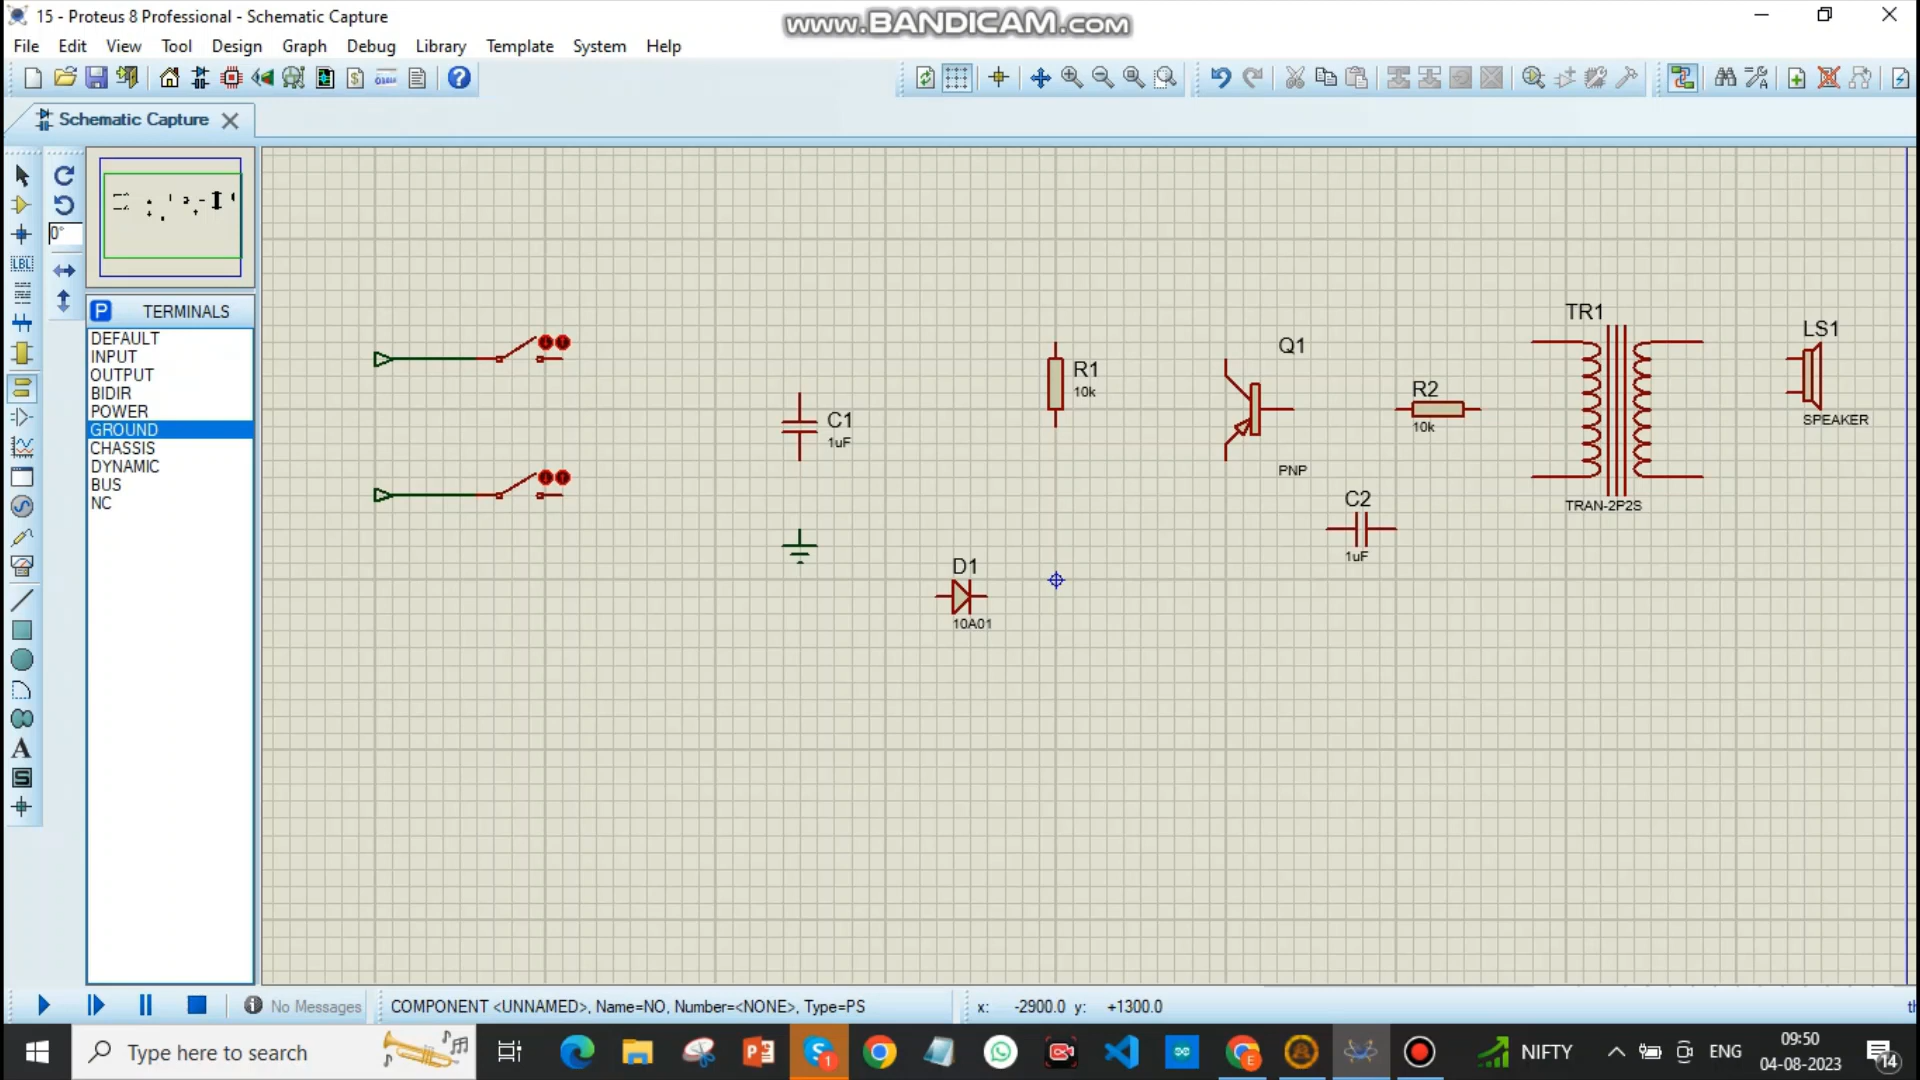 15 - Proteus 8 Professional - Schematic Capture
www.BANDICAM.com
File Edit View Tool Design Graph Debug Library Template System Help
Schematic Capture
LBL
0°
P TERMINALS
DEFAULT
INPUT
OUTPUT
BIDIR
POWER
GROUND
CHASSIS
DYNAMIC
BUS
NC
A
S
C1
1uF
D1
10A01
R1
10k
Q1
PNP
R2
10k
C2
1uF
TR1
TRAN-2P2S
LS1
SPEAKER
No Messages
COMPONENT <UNNAMED>, Name=NO, Number=<NONE>, Type=PS
x: -2900.0 y: +1300.0
Type here to search
1
E
NIFTY
ENG
09:50
04-08-2023
14